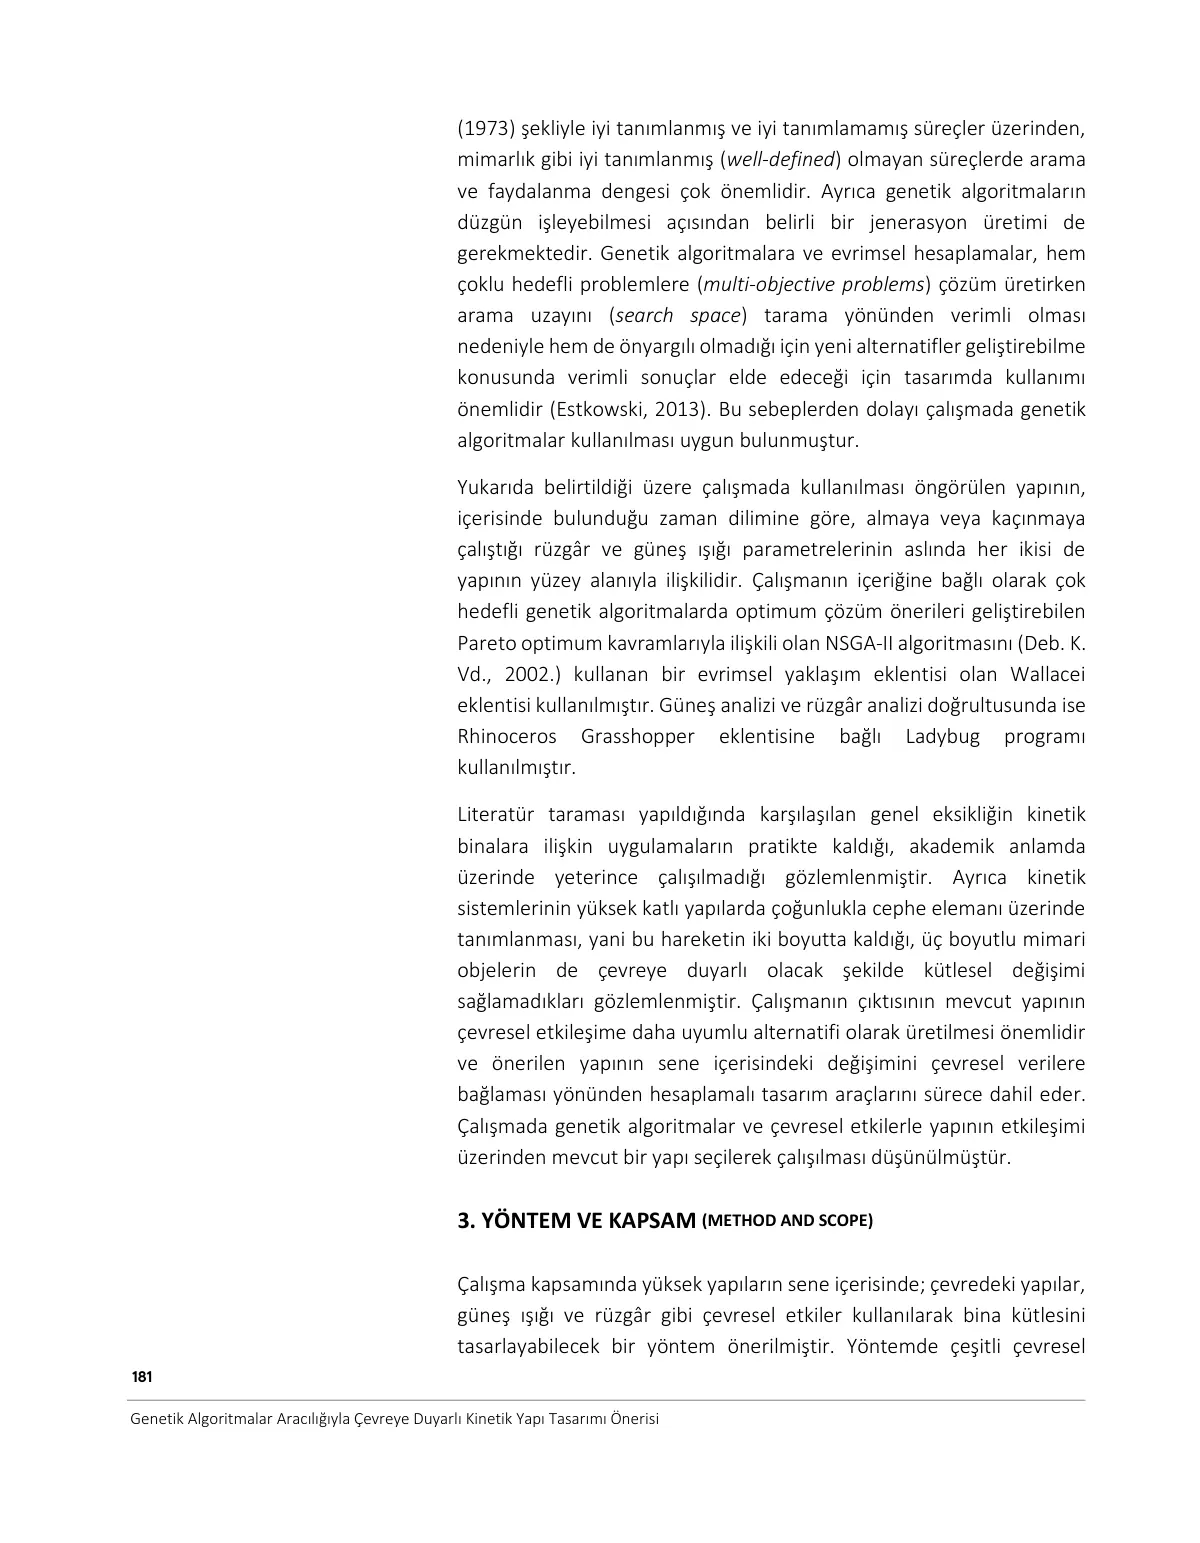 (1973) şekliyle iyi tanımlanmış ve iyi tanımlamamış süreçler üzerinden,
mimarlık gibi iyi tanımlanmış (well-defined) olmayan süreçlerde arama
ve faydalanma dengesi çok önemlidir. Ayrıca genetik algoritmaların
düzgün işleyebilmesi açısından belirli bir jenerasyon üretimi de
gerekmektedir. Genetik algoritmalara ve evrimsel hesaplamalar, hem
çoklu hedefli problemlere (multi-objective problems) çözüm üretirken
arama uzayını (search space) tarama yönünden verimli olması
nedeniyle hem de önyargılı olmadığı için yeni alternatifler geliştirebilme
konusunda verimli sonuçlar elde edeceği için tasarımda kullanımı
önemlidir (Estkowski, 2013). Bu sebeplerden dolayı çalışmada genetik
algoritmalar kullanılması uygun bulunmuştur.
Yukarıda belirtildiği üzere çalışmada kullanılması öngörülen yapının,
içerisinde bulunduğu zaman dilimine göre, almaya veya kaçınmaya
çalıştığı rüzgâr ve güneş ışığı parametrelerinin aslında her ikisi de
yapının yüzey alanıyla ilişkilidir. Çalışmanın içeriğine bağlı olarak çok
hedefli genetik algoritmalarda optimum çözüm önerileri geliştirebilen
Pareto optimum kavramlarıyla ilişkili olan NSGA-II algoritmasını (Deb. K.
Vd., 2002.) kullanan bir evrimsel yaklaşım eklentisi olan Wallacei
eklentisi kullanılmıştır. Güneş analizi ve rüzgâr analizi doğrultusunda ise
Rhinoceros Grasshopper eklentisine bağlı Ladybug programı
kullanılmıştır.
Literatür taraması yapıldığında karşılaşılan genel eksikliğin kinetik
binalara ilişkin uygulamaların pratikte kaldığı, akademik anlamda
üzerinde yeterince çalışılmadığı gözlemlenmiştir. Ayrıca kinetik
sistemlerinin yüksek katlı yapılarda çoğunlukla cephe elemanı üzerinde
tanımlanması, yani bu hareketin iki boyutta kaldığı, üç boyutlu mimari
objelerin de çevreye duyarlı olacak şekilde kütlesel değişimi
sağlamadıkları gözlemlenmiştir. Çalışmanın çıktısının mevcut yapının
çevresel etkileşime daha uyumlu alternatifi olarak üretilmesi önemlidir
ve önerilen yapının sene içerisindeki değişimini çevresel verilere
bağlaması yönünden hesaplamalı tasarım araçlarını sürece dahil eder.
Çalışmada genetik algoritmalar ve çevresel etkilerle yapının etkileşimi
üzerinden mevcut bir yapı seçilerek çalışılması düşünülmüştür.
3. YÖNTEM VE KAPSAM (METHOD AND SCOPE)
Çalışma kapsamında yüksek yapıların sene içerisinde; çevredeki yapılar,
güneş ışığı ve rüzgâr gibi çevresel etkiler kullanılarak bina kütlesini
tasarlayabilecek bir yöntem önerilmiştir. Yöntemde çeşitli çevresel
181
Genetik Algoritmalar Aracılığıyla Çevreye Duyarlı Kinetik Yapı Tasarımı Önerisi